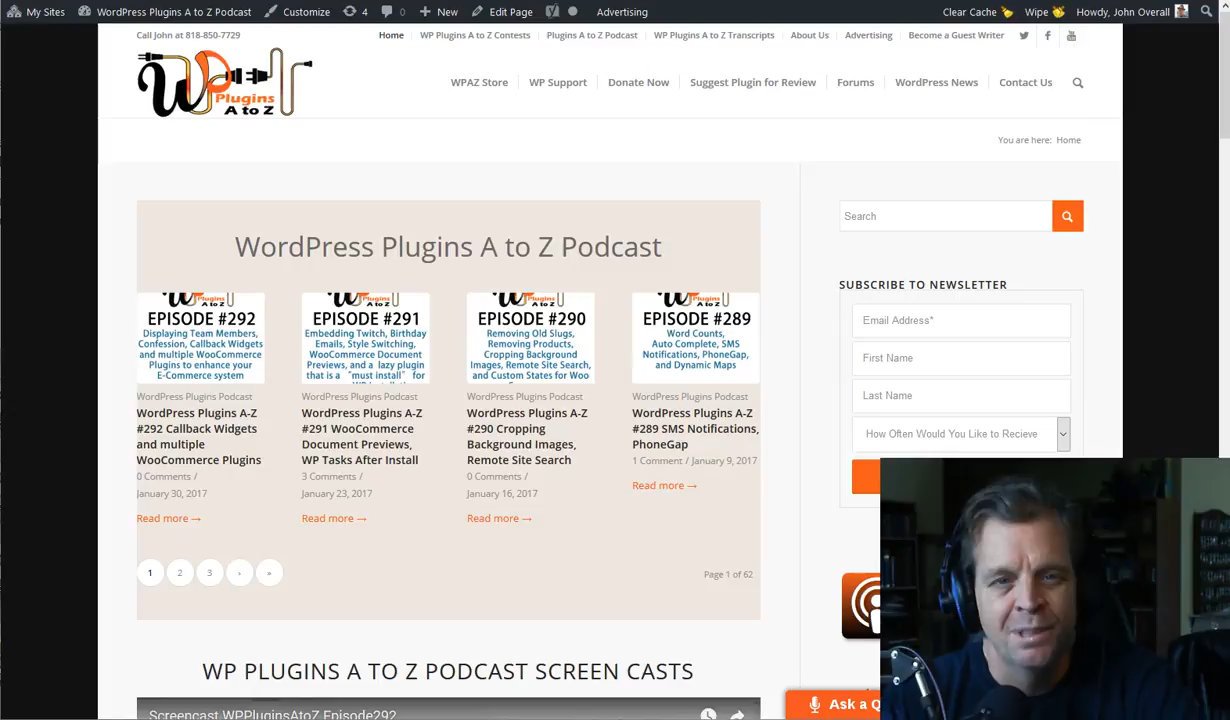 My Sites WordPress Plugins A to Z Podcast Customize 4 0 New Edit Page Advertising Clear Cache Wipe Howdy, John Overall
Call John at 818-850-7729 Home WP Plugins A to Z Contests Plugins A to Z Podcast WP Plugins A to Z Transcripts About Us Advertising Become a Guest Writer
WP Plugins A to Z
WPAZ Store WP Support Donate Now Suggest Plugin for Review Forums WordPress News Contact Us
You are here: Home
WordPress Plugins A to Z Podcast
EPISODE #292
Displaying Team Members,
Confession, Callback Widgets
and multiple WooCommerce
Plugins to enhance your
E-Commerce system
WordPress Plugins Podcast
WordPress Plugins A-Z
#292 Callback Widgets
and multiple
WooCommerce Plugins
0 Comments /
January 30, 2017
Read more →
EPISODE #291
Embedding Twitch, Birthday
Emails, Style Switching,
WooCommerce Document
Previews, and a lazy plugin
that is a "must install" for
WordPress Plugins Podcast
WordPress Plugins A-Z
#291 WooCommerce
Document Previews,
WP Tasks After Install
3 Comments /
January 23, 2017
Read more →
EPISODE #290
Removing Old Slugs,
Removing Products,
Cropping Background
Images, Remote Site Search,
and Custom States for Woo
WordPress Plugins Podcast
WordPress Plugins A-Z
#290 Cropping
Background Images,
Remote Site Search
0 Comments /
January 16, 2017
Read more →
EPISODE #289
Word Counts,
Auto Complete, SMS
Notifications, PhoneGap,
and Dynamic Maps
WordPress Plugins Podcast
WordPress Plugins A-Z
#289 SMS Notifications,
PhoneGap
1 Comment / January 9, 2017
Read more →
1 2 3 › »
Page 1 of 62
WP PLUGINS A TO Z PODCAST SCREEN CASTS
Screencast WPPluginsAtoZ Episode292
Search
SUBSCRIBE TO NEWSLETTER
Email Address*
First Name
Last Name
How Often Would You Like to Recieve
Ask a Q